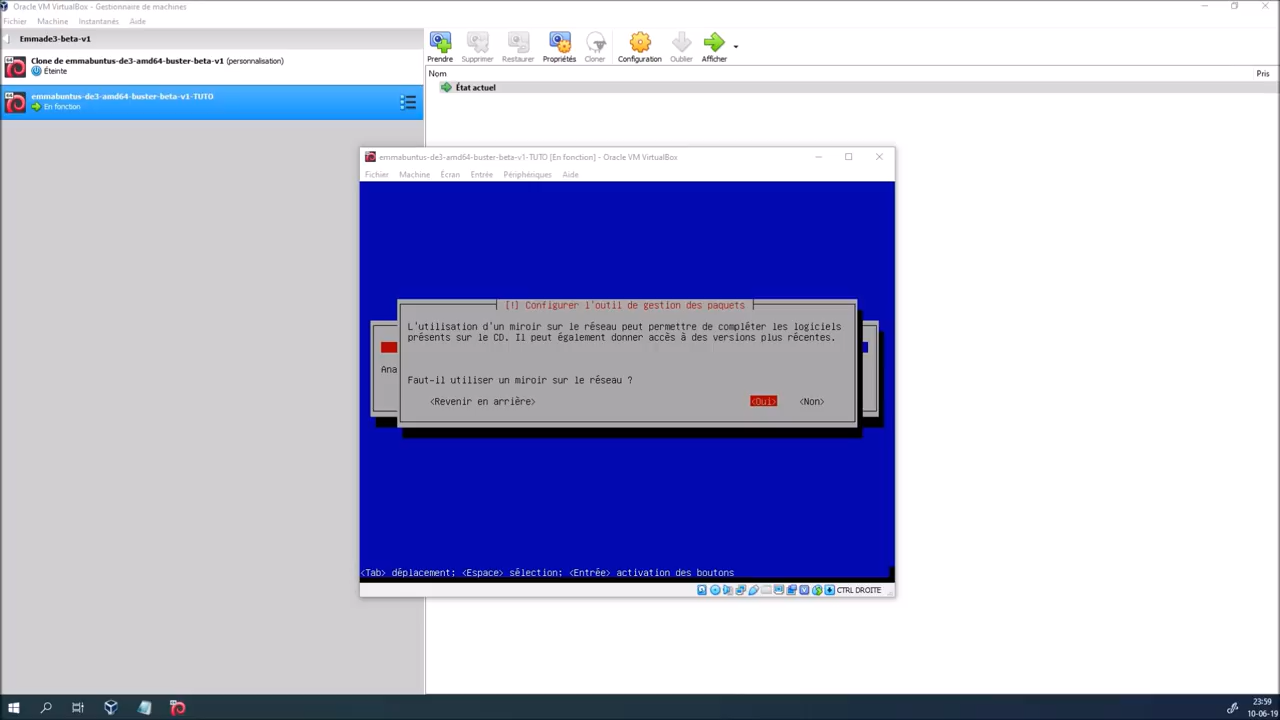 Oracle VM VirtualBox - Gestionnaire de machines
Fichier Machine Instantanés Aide
Emmade3-beta-v1
Clone de emmabuntus-de3-amd64-buster-beta-v1 (personnalisation)
Éteinte
emmabuntus-de3-amd64-buster-beta-v1-TUTO
En fonction
Prendre Supprimer Restaurer Propriétés Cloner Configuration Oublier Afficher
Nom Pris
État actuel
emmabuntus-de3-amd64-buster-beta-v1-TUTO [En fonction] - Oracle VM VirtualBox
Fichier Machine Écran Entrée Périphériques Aide
[!] Configurer l'outil de gestion des paquets
L'utilisation d'un miroir sur le réseau peut permettre de compléter les logiciels
présents sur le CD. Il peut également donner accès à des versions plus récentes.
Ana
Faut-il utiliser un miroir sur le réseau ?
<Revenir en arrière> <Oui> <Non>
<Tab> déplacement; <Espace> sélection; <Entrée> activation des boutons
CTRL DROITE
23:59
10-06-19